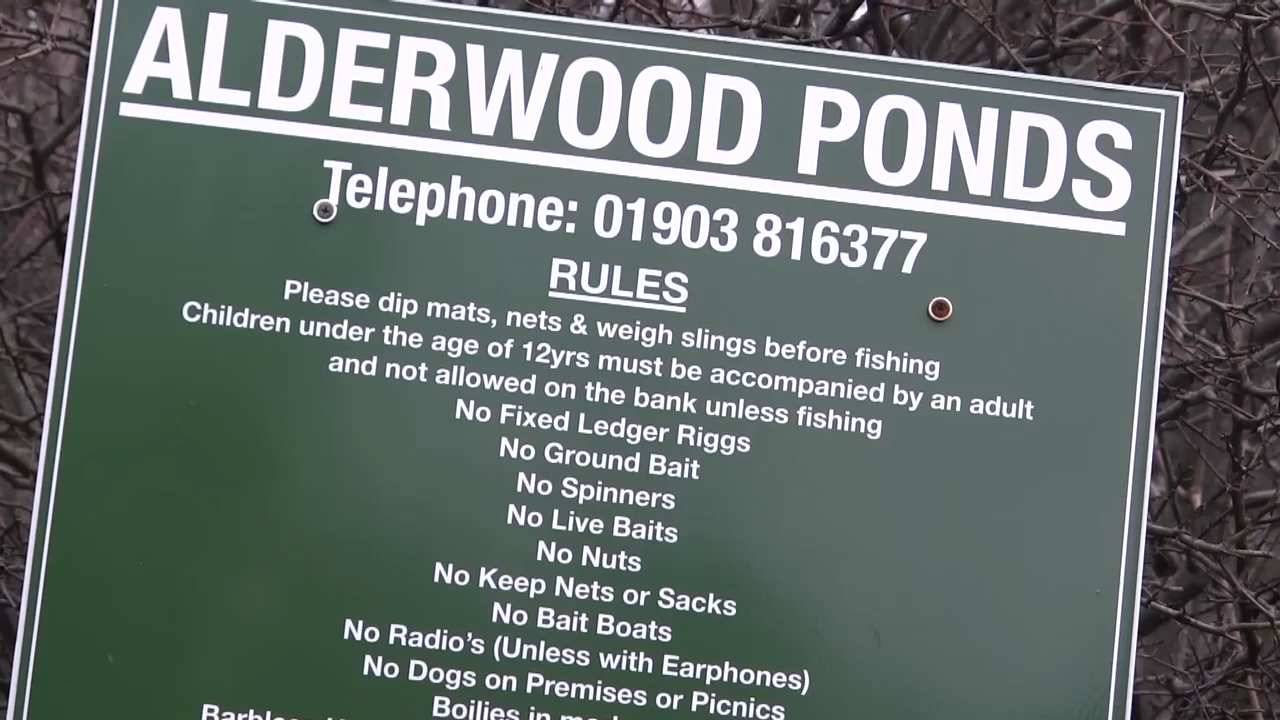 ALDERWOOD PONDS
Telephone: 01903 816377
RULES
Please dip mats, nets & weigh slings before fishing
Children under the age of 12yrs must be accompanied by an adult
and not allowed on the bank unless fishing
No Fixed Ledger Riggs
No Ground Bait
No Spinners
No Live Baits
No Nuts
No Keep Nets or Sacks
No Bait Boats
No Radio's (Unless with Earphones)
No Dogs on Premises or Picnics
Boilies in